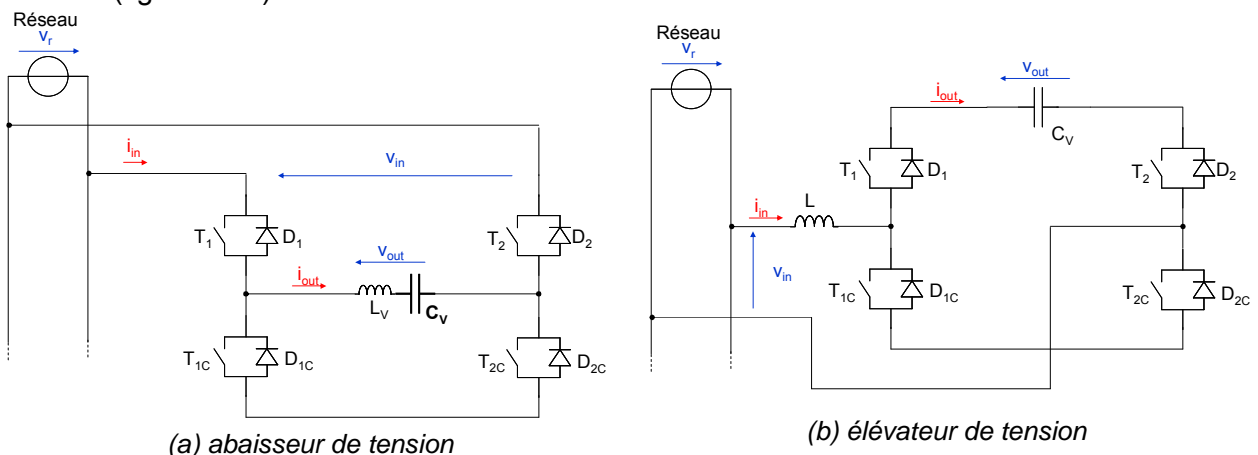 Réseau
v_r
i_in
v_in
T_1 D_1 T_2 D_2
v_out
i_out
L_V C_V
T_1C D_1C T_2C D_2C
(a) abaisseur de tension
Réseau
v_r
v_out
i_out
C_V
T_1 D_1 T_2 D_2
L
i_in
v_in
T_1C D_1C T_2C D_2C
(b) élévateur de tension